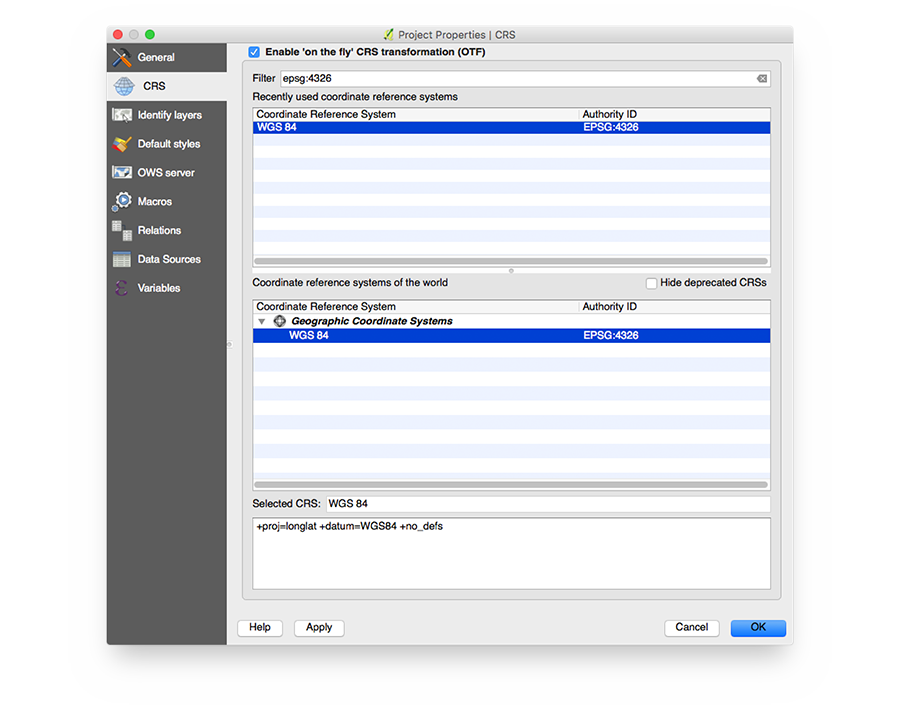 Project Properties | CRS
General
CRS
Identify layers
Default styles
OWS server
Macros
Relations
Data Sources
Variables
Enable 'on the fly' CRS transformation (OTF)
Filter epsg:4326
Recently used coordinate reference systems
Coordinate Reference System Authority ID
WGS 84 EPSG:4326
Coordinate reference systems of the world Hide deprecated CRSs
Coordinate Reference System Authority ID
Geographic Coordinate Systems
WGS 84 EPSG:4326
Selected CRS: WGS 84
+proj=longlat +datum=WGS84 +no_defs
Help Apply Cancel OK